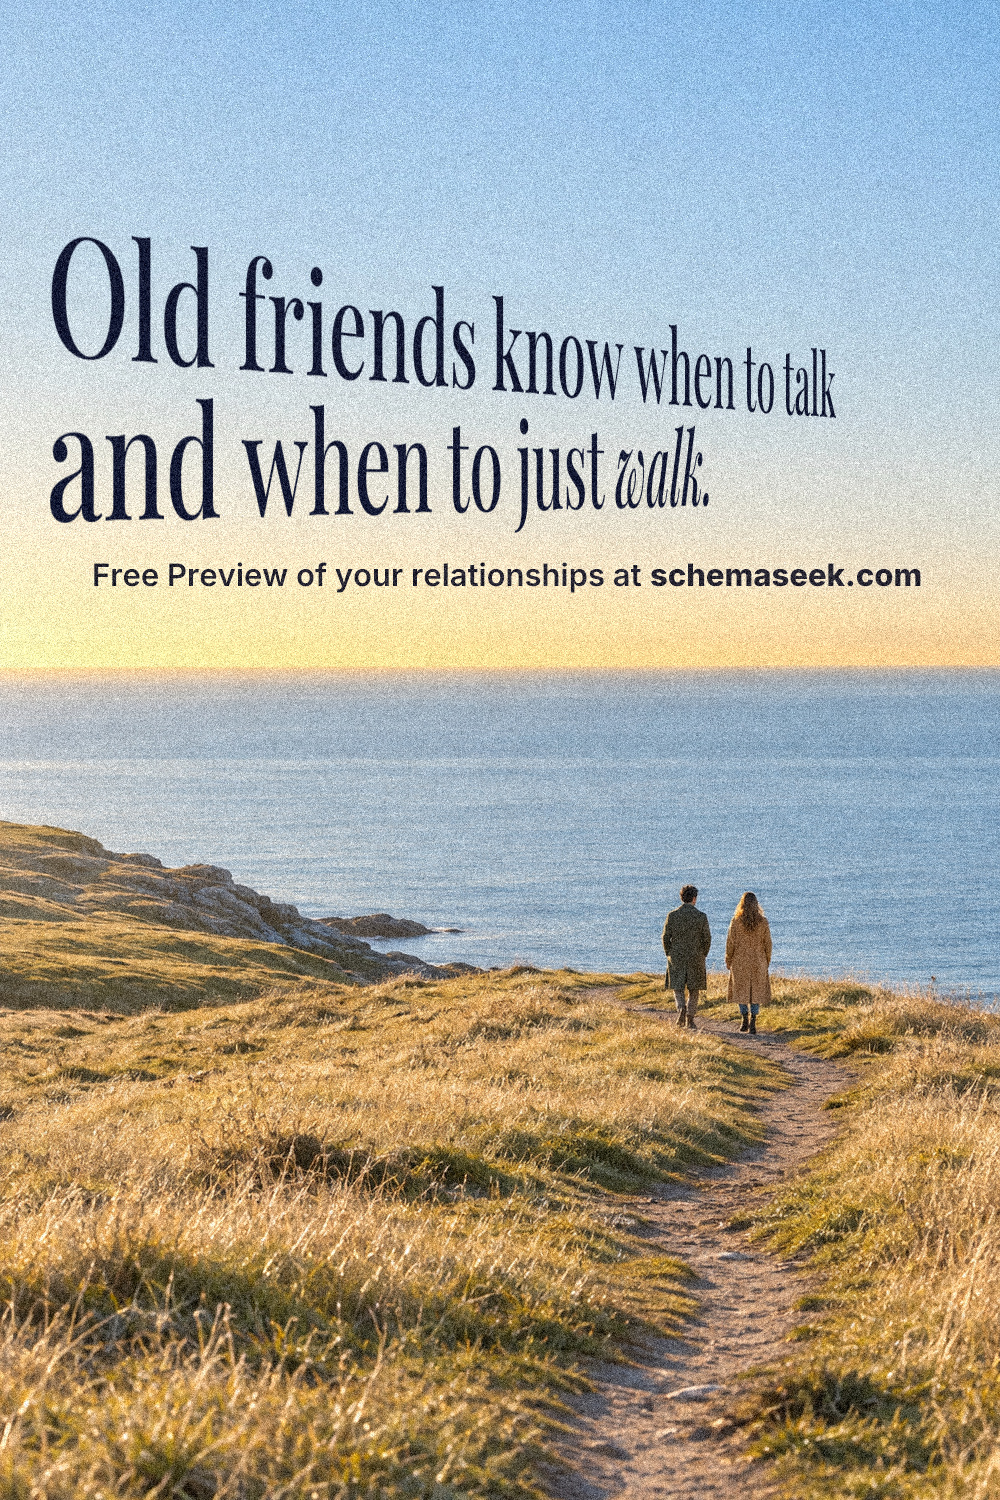 Old friends know when to talk
and when to just walk.
Free Preview of your relationships at schemaseek.com